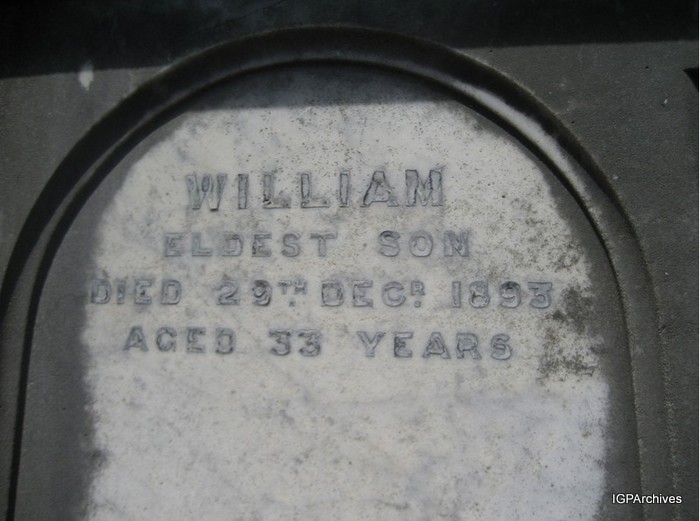 WILLIAM
ELDEST SON
DIED 29TH DECR 1893
AGED 33 YEARS
IGPArchives